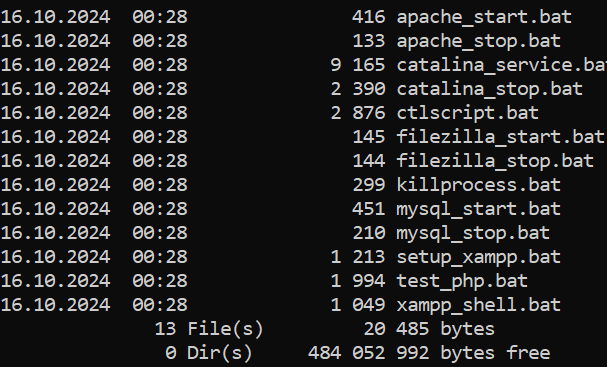 16.10.2024  00:28               416 apache_start.bat
16.10.2024  00:28               133 apache_stop.bat
16.10.2024  00:28             9 165 catalina_service.bat
16.10.2024  00:28             2 390 catalina_stop.bat
16.10.2024  00:28             2 876 ctlscript.bat
16.10.2024  00:28               145 filezilla_start.bat
16.10.2024  00:28               144 filezilla_stop.bat
16.10.2024  00:28               299 killprocess.bat
16.10.2024  00:28               451 mysql_start.bat
16.10.2024  00:28               210 mysql_stop.bat
16.10.2024  00:28             1 213 setup_xampp.bat
16.10.2024  00:28             1 994 test_php.bat
16.10.2024  00:28             1 049 xampp_shell.bat
13 File(s)         20 485 bytes
0 Dir(s)     484 052 992 bytes free